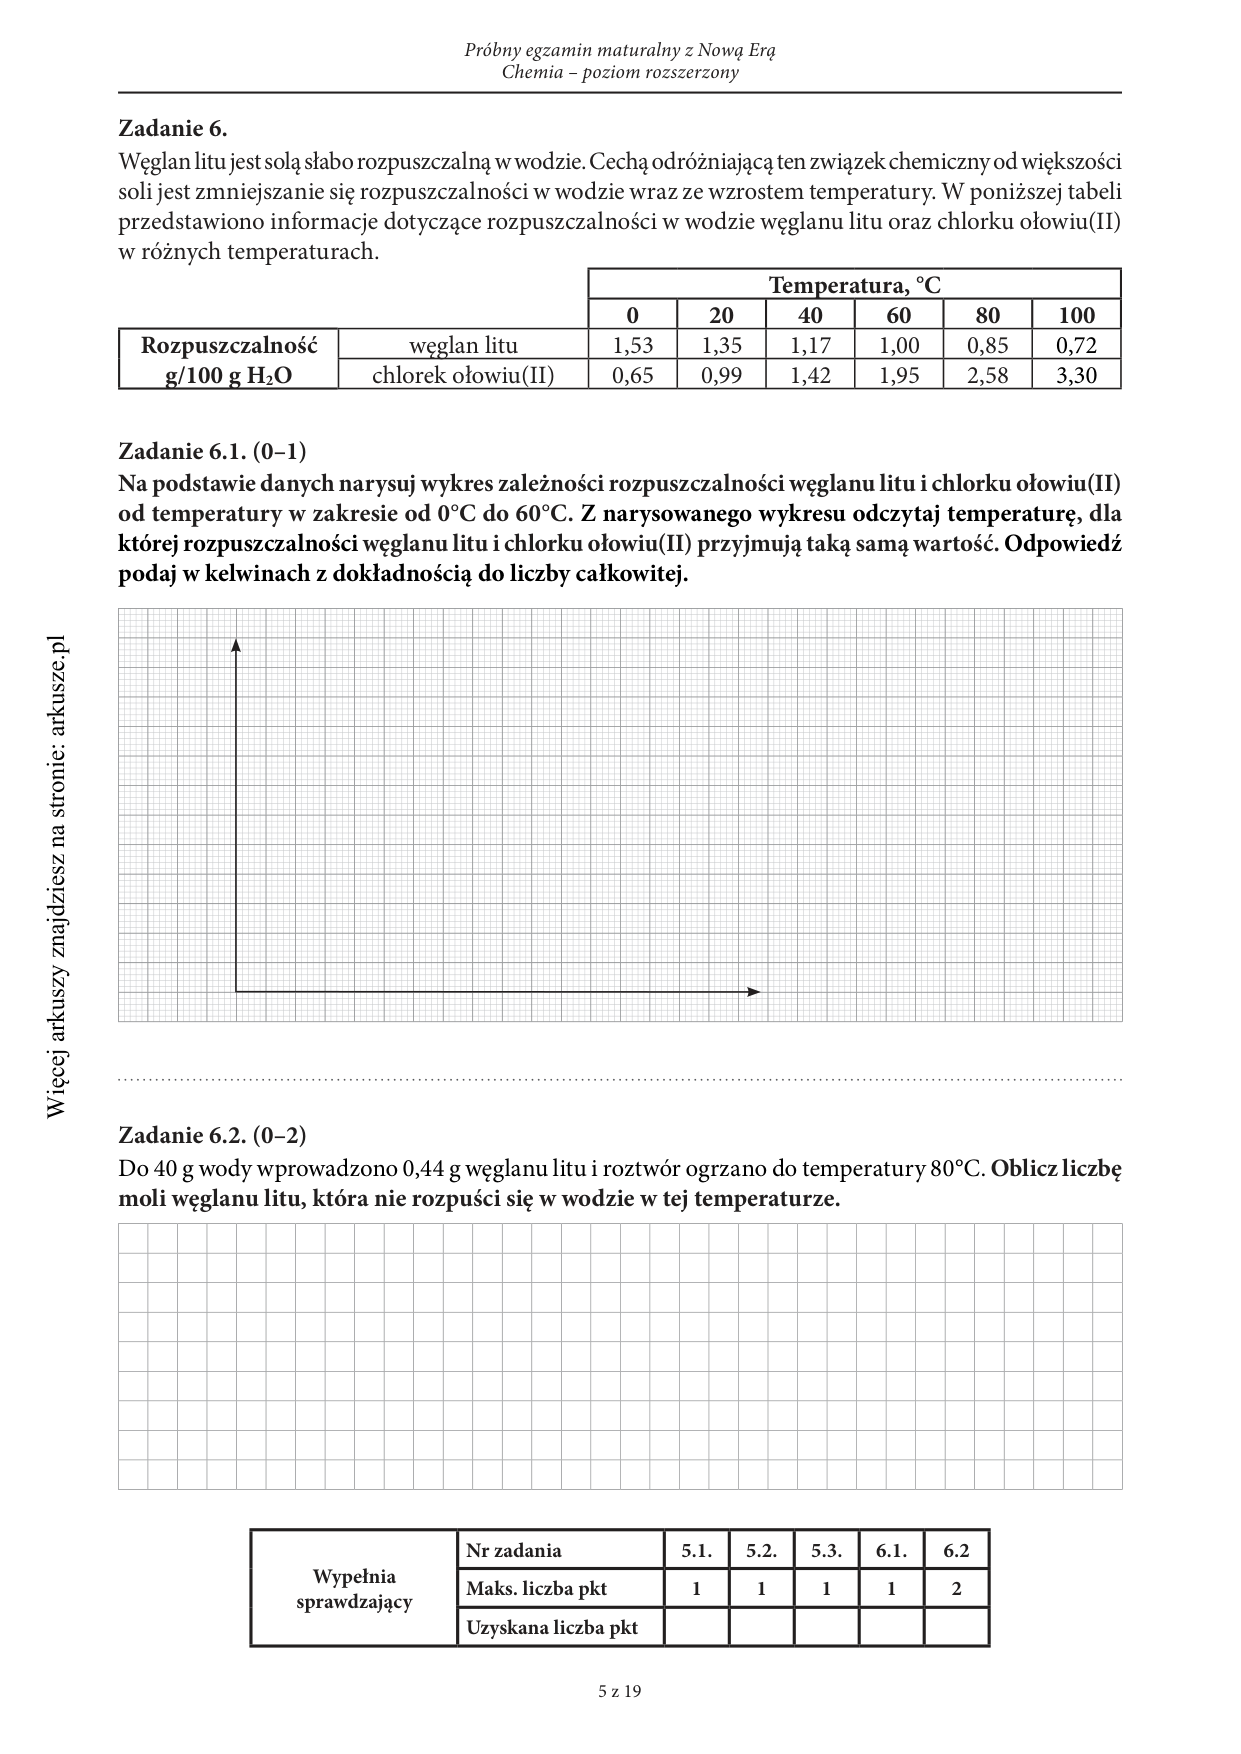 Próbny egzamin maturalny z Nową Erą
Chemia – poziom rozszerzony
Zadanie 6.
Węglan litu jest solą słabo rozpuszczalną w wodzie. Cechą odróżniającą ten związek chemiczny od większości
soli jest zmniejszanie się rozpuszczalności w wodzie wraz ze wzrostem temperatury. W poniższej tabeli
przedstawiono informacje dotyczące rozpuszczalności w wodzie węglanu litu oraz chlorku ołowiu(II)
w różnych temperaturach.
Temperatura, °C
0 20 40 60 80 100
Rozpuszczalność węglan litu 1,53 1,35 1,17 1,00 0,85 0,72
g/100 g H₂O chlorek ołowiu(II) 0,65 0,99 1,42 1,95 2,58 3,30
Zadanie 6.1. (0–1)
Na podstawie danych narysuj wykres zależności rozpuszczalności węglanu litu i chlorku ołowiu(II)
od temperatury w zakresie od 0°C do 60°C. Z narysowanego wykresu odczytaj temperaturę, dla
której rozpuszczalności węglanu litu i chlorku ołowiu(II) przyjmują taką samą wartość. Odpowiedź
podaj w kelwinach z dokładnością do liczby całkowitej.
Więcej arkuszy znajdziesz na stronie: arkusze.pl
Zadanie 6.2. (0–2)
Do 40 g wody wprowadzono 0,44 g węglanu litu i roztwór ogrzano do temperatury 80°C. Oblicz liczbę
moli węglanu litu, która nie rozpuści się w wodzie w tej temperaturze.
Wypełnia
sprawdzający
Nr zadania 5.1. 5.2. 5.3. 6.1. 6.2
Maks. liczba pkt 1 1 1 1 2
Uzyskana liczba pkt
5 z 19